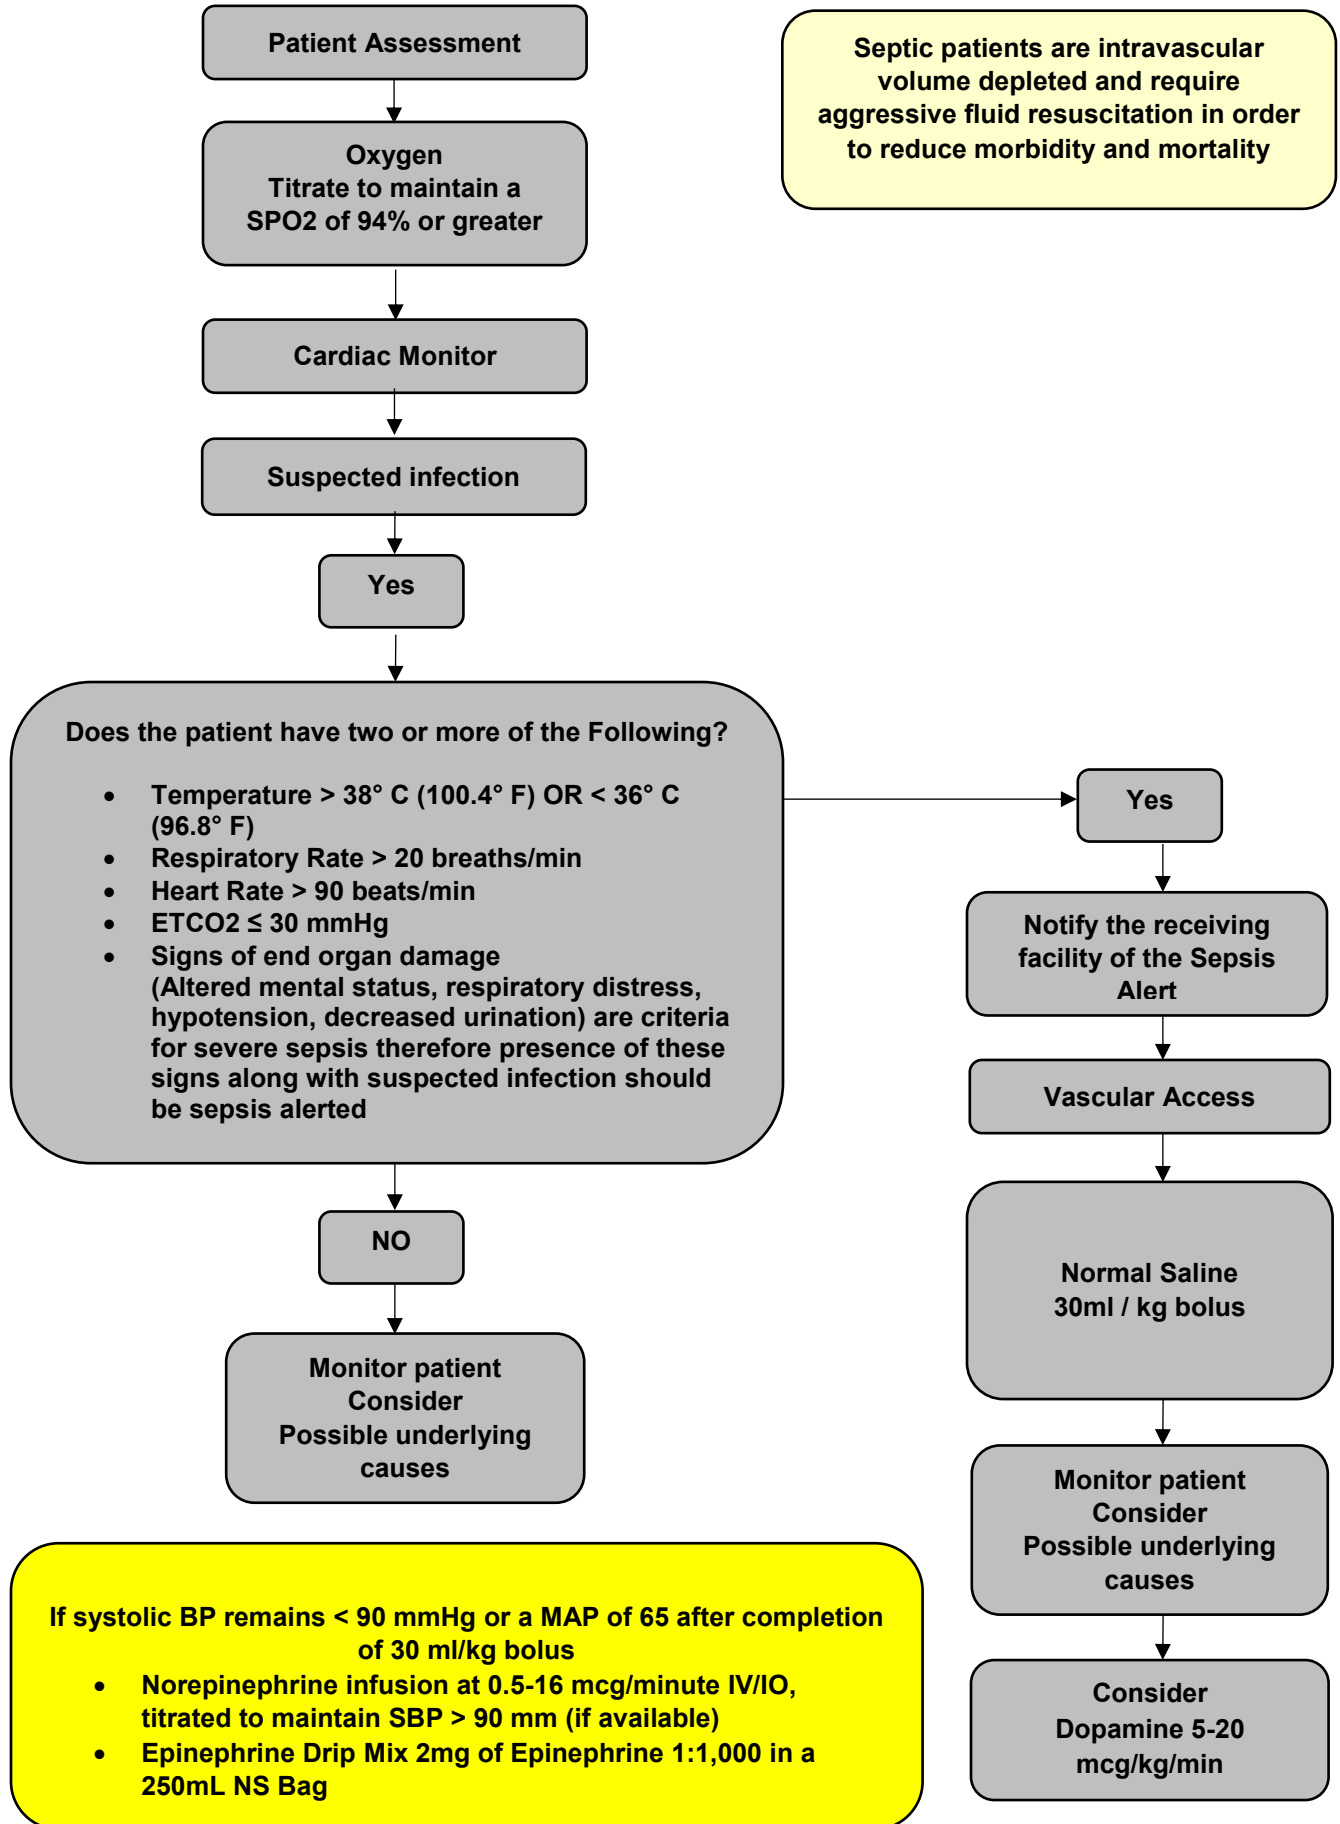 Patient Assessment
Septic patients are intravascular
volume depleted and require
aggressive fluid resuscitation in order
to reduce morbidity and mortality
Oxygen
Titrate to maintain a
SPO2 of 94% or greater
Cardiac Monitor
Suspected infection
Yes
Does the patient have two or more of the Following?
• Temperature > 38° C (100.4° F) OR < 36° C
(96.8° F)
• Respiratory Rate > 20 breaths/min
• Heart Rate > 90 beats/min
• ETCO2 ≤ 30 mmHg
• Signs of end organ damage
(Altered mental status, respiratory distress,
hypotension, decreased urination) are criteria
for severe sepsis therefore presence of these
signs along with suspected infection should
be sepsis alerted
Yes
Notify the receiving
facility of the Sepsis
Alert
Vascular Access
Normal Saline
30ml / kg bolus
Monitor patient
Consider
Possible underlying
causes
Consider
Dopamine 5-20
mcg/kg/min
NO
Monitor patient
Consider
Possible underlying
causes
If systolic BP remains < 90 mmHg or a MAP of 65 after completion
of 30 ml/kg bolus
• Norepinephrine infusion at 0.5-16 mcg/minute IV/IO,
titrated to maintain SBP > 90 mm (if available)
• Epinephrine Drip Mix 2mg of Epinephrine 1:1,000 in a
250mL NS Bag